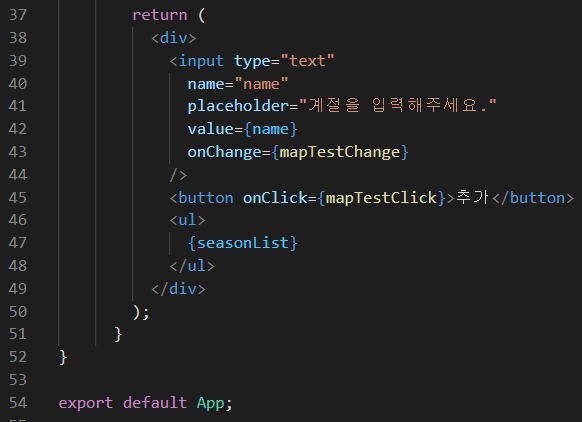 37 return (
38 <div>
39 <input type="text"
40 name="name"
41 placeholder="계절을 입력해주세요."
42 value={name}
43 onChange={mapTestChange}
44 />
45 <button onClick={mapTestClick}>추가</button>
46 <ul>
47 {seasonList}
48 </ul>
49 </div>
50 );
51 }
52 }
53
54 export default App;